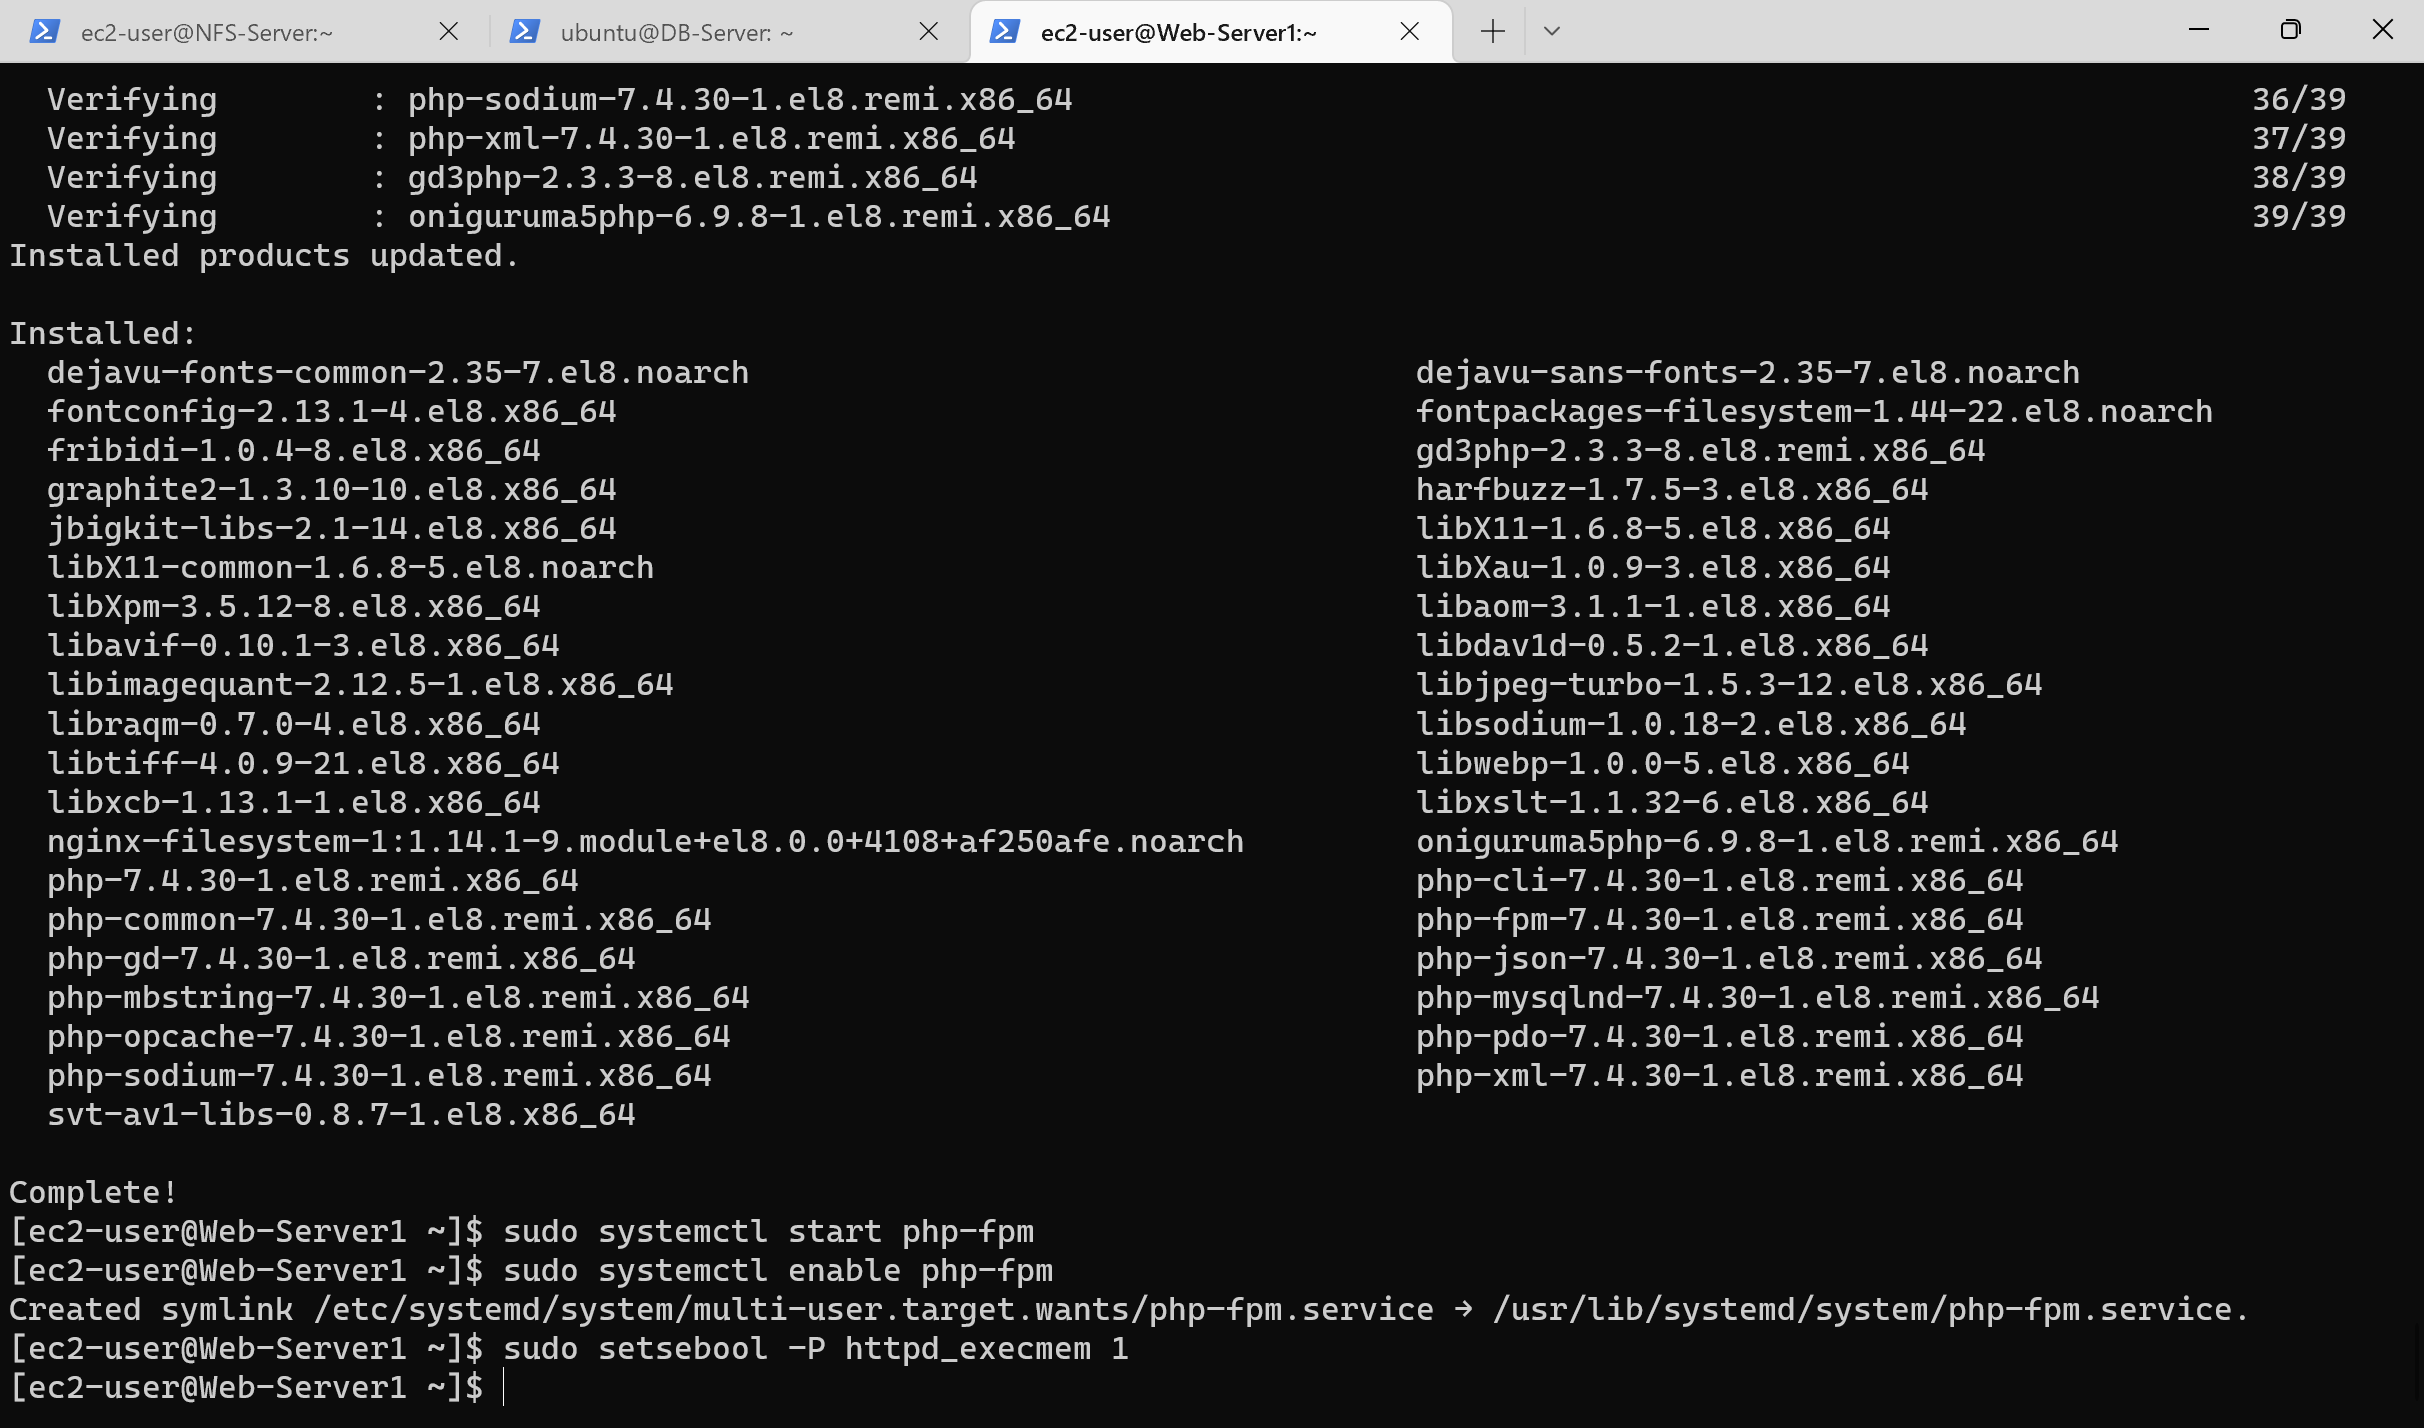 ec2-user@NFS-Server:~ ubuntu@DB-Server: ~ ec2-user@Web-Server1:~
Verifying : php-sodium-7.4.30-1.el8.remi.x86_64 36/39
Verifying : php-xml-7.4.30-1.el8.remi.x86_64 37/39
Verifying : gd3php-2.3.3-8.el8.remi.x86_64 38/39
Verifying : oniguruma5php-6.9.8-1.el8.remi.x86_64 39/39
Installed products updated.
Installed:
dejavu-fonts-common-2.35-7.el8.noarch dejavu-sans-fonts-2.35-7.el8.noarch
fontconfig-2.13.1-4.el8.x86_64 fontpackages-filesystem-1.44-22.el8.noarch
fribidi-1.0.4-8.el8.x86_64 gd3php-2.3.3-8.el8.remi.x86_64
graphite2-1.3.10-10.el8.x86_64 harfbuzz-1.7.5-3.el8.x86_64
jbigkit-libs-2.1-14.el8.x86_64 libX11-1.6.8-5.el8.x86_64
libX11-common-1.6.8-5.el8.noarch libXau-1.0.9-3.el8.x86_64
libXpm-3.5.12-8.el8.x86_64 libaom-3.1.1-1.el8.x86_64
libavif-0.10.1-3.el8.x86_64 libdav1d-0.5.2-1.el8.x86_64
libimagequant-2.12.5-1.el8.x86_64 libjpeg-turbo-1.5.3-12.el8.x86_64
libraqm-0.7.0-4.el8.x86_64 libsodium-1.0.18-2.el8.x86_64
libtiff-4.0.9-21.el8.x86_64 libwebp-1.0.0-5.el8.x86_64
libxcb-1.13.1-1.el8.x86_64 libxslt-1.1.32-6.el8.x86_64
nginx-filesystem-1:1.14.1-9.module+el8.0.0+4108+af250afe.noarch oniguruma5php-6.9.8-1.el8.remi.x86_64
php-7.4.30-1.el8.remi.x86_64 php-cli-7.4.30-1.el8.remi.x86_64
php-common-7.4.30-1.el8.remi.x86_64 php-fpm-7.4.30-1.el8.remi.x86_64
php-gd-7.4.30-1.el8.remi.x86_64 php-json-7.4.30-1.el8.remi.x86_64
php-mbstring-7.4.30-1.el8.remi.x86_64 php-mysqlnd-7.4.30-1.el8.remi.x86_64
php-opcache-7.4.30-1.el8.remi.x86_64 php-pdo-7.4.30-1.el8.remi.x86_64
php-sodium-7.4.30-1.el8.remi.x86_64 php-xml-7.4.30-1.el8.remi.x86_64
svt-av1-libs-0.8.7-1.el8.x86_64
Complete!
[ec2-user@Web-Server1 ~]$ sudo systemctl start php-fpm
[ec2-user@Web-Server1 ~]$ sudo systemctl enable php-fpm
Created symlink /etc/systemd/system/multi-user.target.wants/php-fpm.service → /usr/lib/systemd/system/php-fpm.service.
[ec2-user@Web-Server1 ~]$ sudo setsebool -P httpd_execmem 1
[ec2-user@Web-Server1 ~]$